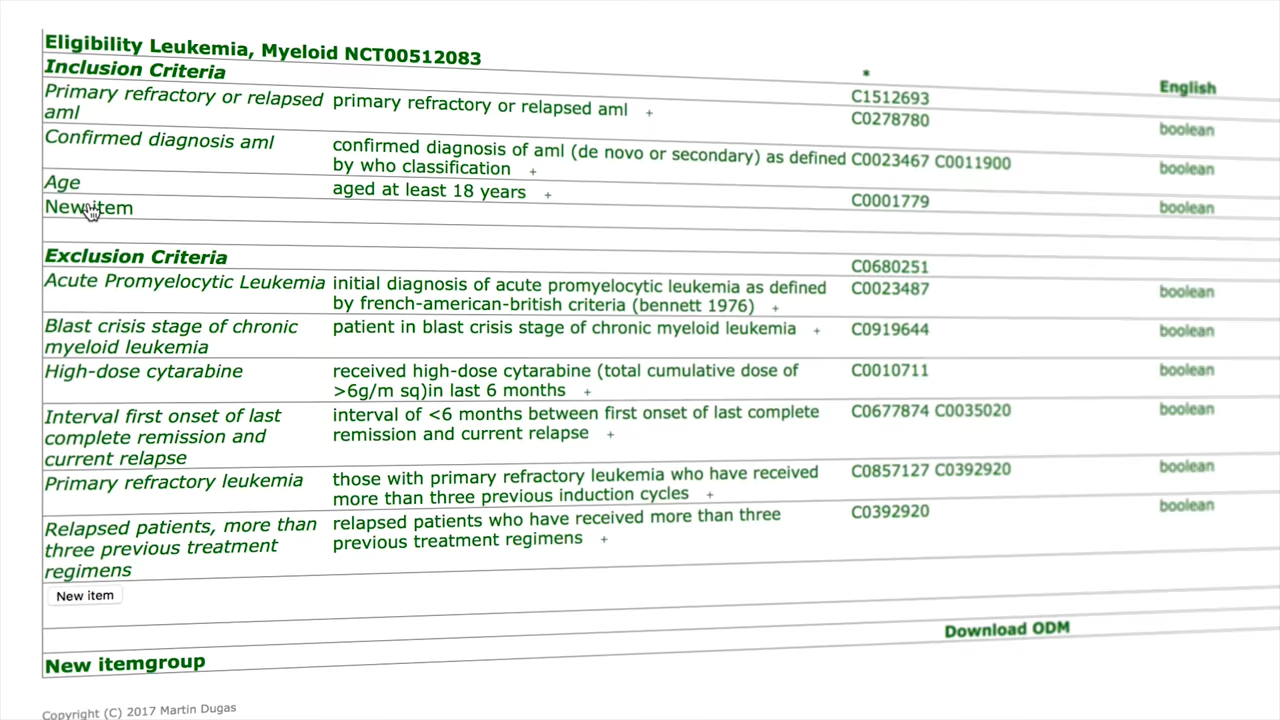 Eligibility Leukemia, Myeloid NCT00512083
*
English
Inclusion Criteria
C1512693
Primary refractory or relapsed aml
primary refractory or relapsed aml +
C0278780
boolean
Confirmed diagnosis aml
confirmed diagnosis of aml (de novo or secondary) as defined
by who classification +
C0023467 C0011900
boolean
Age
aged at least 18 years +
C0001779
boolean
New item
Exclusion Criteria
C0680251
Acute Promyelocytic Leukemia
initial diagnosis of acute promyelocytic leukemia as defined
by french-american-british criteria (bennett 1976) +
C0023487
boolean
Blast crisis stage of chronic
myeloid leukemia
patient in blast crisis stage of chronic myeloid leukemia +
C0919644
boolean
High-dose cytarabine
received high-dose cytarabine (total cumulative dose of
>6g/m sq)in last 6 months +
C0010711
boolean
Interval first onset of last
complete remission and
current relapse
interval of <6 months between first onset of last complete
remission and current relapse +
C0677874 C0035020
boolean
Primary refractory leukemia
those with primary refractory leukemia who have received
more than three previous induction cycles +
C0857127 C0392920
boolean
Relapsed patients, more than
three previous treatment
regimens
relapsed patients who have received more than three
previous treatment regimens +
C0392920
boolean
New item
Download ODM
New itemgroup
Copyright (C) 2017 Martin Dugas